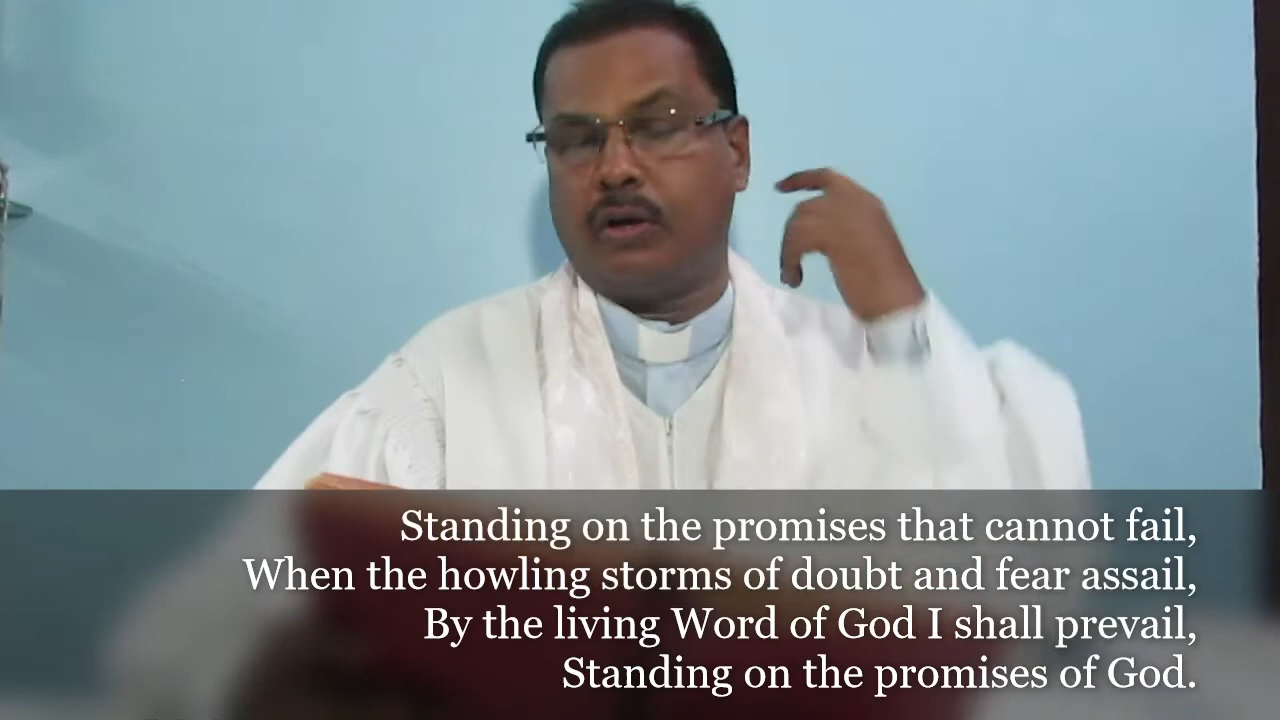 Standing on the promises that cannot fail,
When the howling storms of doubt and fear assail,
By the living Word of God I shall prevail,
Standing on the promises of God.